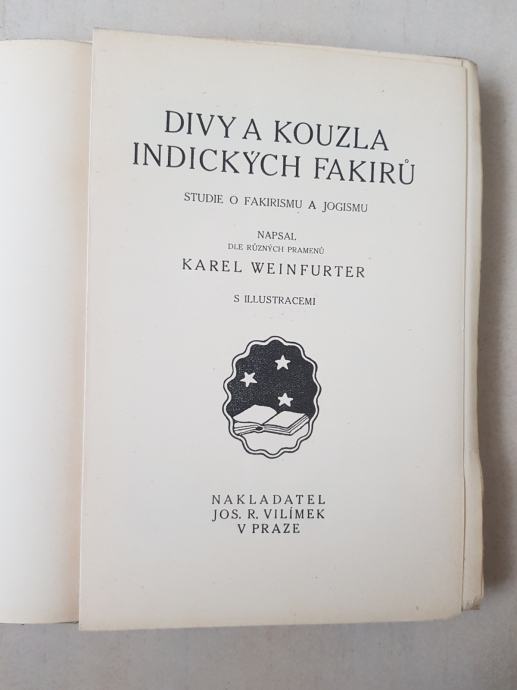 DIVY A KOUZLA
INDICKÝCH FAKIRŮ
STUDIE O FAKIRISMU A JOGISMU
NAPSAL
DLE RŮZNÝCH PRAMENŮ
KAREL WEINFURTER
S ILLUSTRACEMI
NAKLADATEL
JOS. R. VILÍMEK
V PRAZE